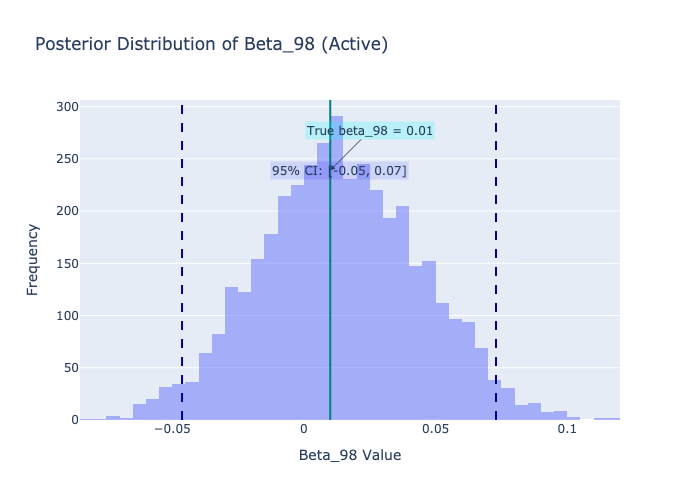 Posterior Distribution of Beta_98 (Active)
300
True beta_98 = 0.01
250
95% CI: [-0.05, 0.07]
200
150
100
50
0
Frequency
−0.05
0
0.05
0.1
Beta_98 Value